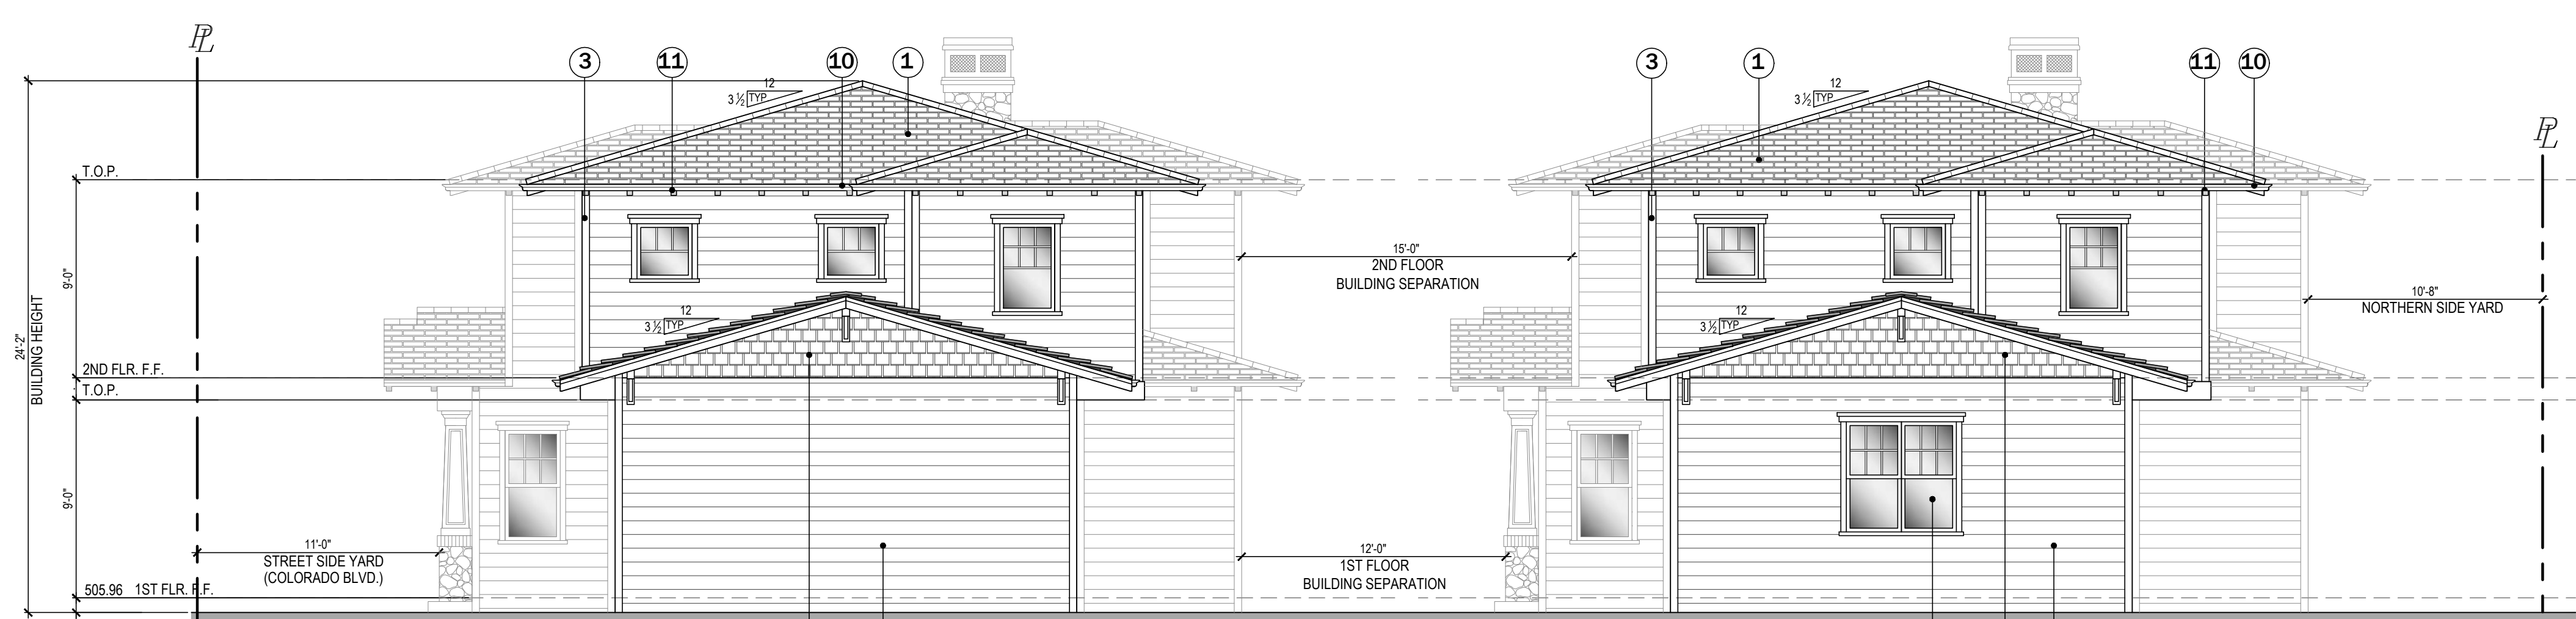 PL
3
11
10
1
12
3 ½
TYP
3
1
11
10
12
3 ½
TYP
PL
T.O.P.
9'-0"
24'-2"
BUILDING HEIGHT
15'-0"
2ND FLOOR
BUILDING SEPARATION
10'-8"
NORTHERN SIDE YARD
12
3 ½
TYP
12
3 ½
TYP
2ND FLR. F.F.
T.O.P.
9'-0"
11'-0"
STREET SIDE YARD
(COLORADO BLVD.)
12'-0"
1ST FLOOR
BUILDING SEPARATION
505.96 1ST FLR. F.F.